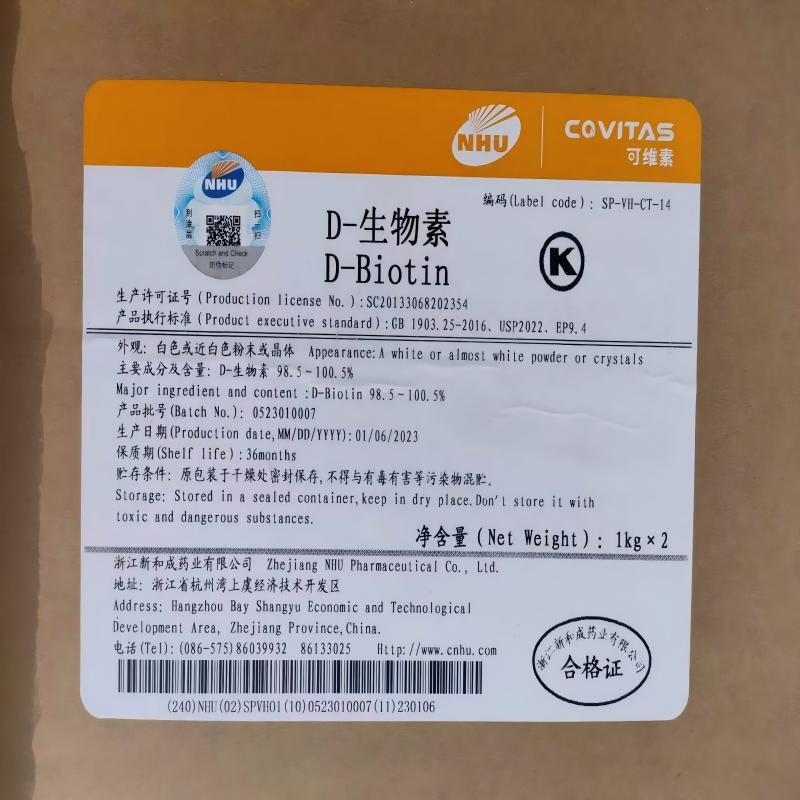 NHU
COVITAS
可维素
NHU
刮涂层
扫一扫
Scratch and Check
防伪标记
编码(Label code): SP-VH-CT-14
D-生物素
D-Biotin
K
生产许可证号 (Production license No.):SC20133068202354
产品执行标准 (Product executive standard):GB 1903.25-2016、USP2022、EP9.4
外观: 白色或近白色粉末或晶体 Appearance:A white or almost white powder or crystals
主要成分及含量: D-生物素 98.5~100.5%
Major ingredient and content :D-Biotin 98.5~100.5%
产品批号(Batch No.): 0523010007
生产日期(Production date,MM/DD/YYYY):01/06/2023
保质期(Shelf life):36months
贮存条件: 原包装于干燥处密封保存,不得与有毒有害等污染物混贮。
Storage: Stored in a sealed container,keep in dry place.Don't store it with
toxic and dangerous substances.
净含量(Net Weight): 1kg×2
浙江新和成药业有限公司 Zhejiang NHU Pharmaceutical Co., Ltd.
地址: 浙江省杭州湾上虞经济技术开发区
Address: Hangzhou Bay Shangyu Economic and Technological
Development Area, Zhejiang Province,China.
电话(Tel):(086-575)86039932 86133025 Http://www.cnhu.com
浙江新和成药业有限公司
合格证
(240)NHU(02)SPVH01(10)0523010007(11)230106